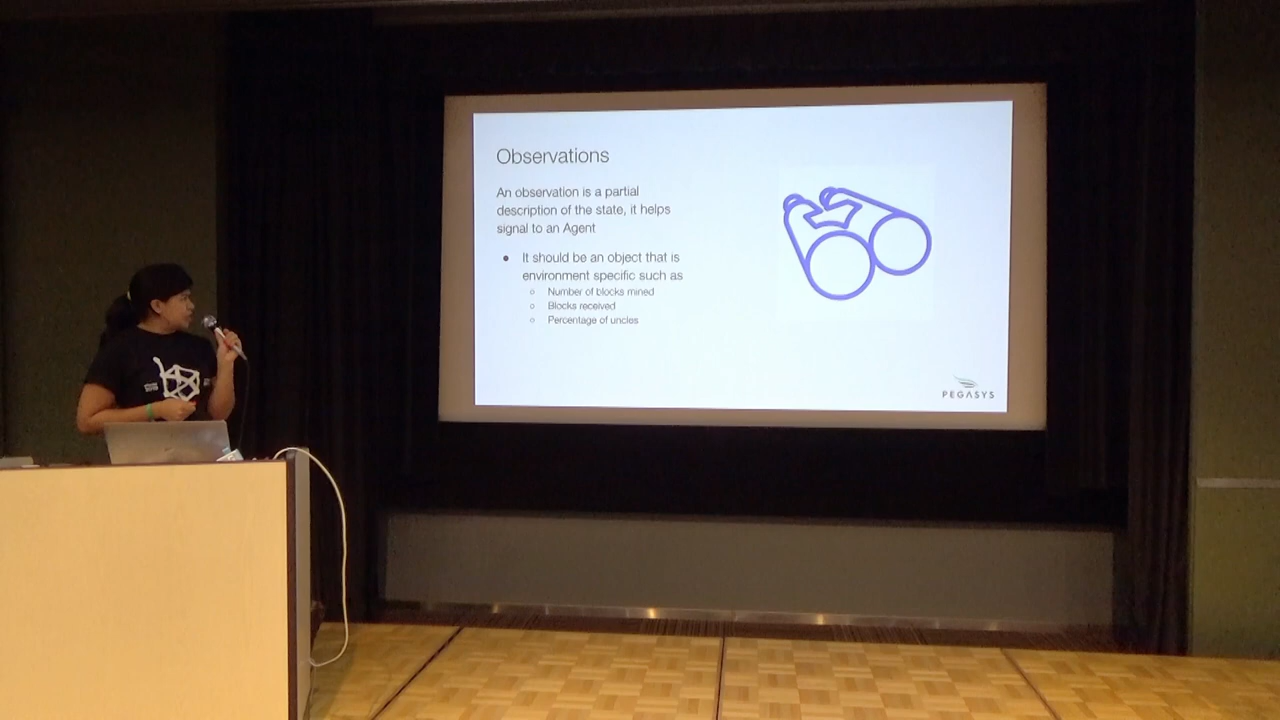 Observations
An observation is a partial
description of the state, it helps
signal to an Agent
● It should be an object that is
environment specific such as
○ Number of blocks mined
○ Blocks received
○ Percentage of uncles
PEGASYS